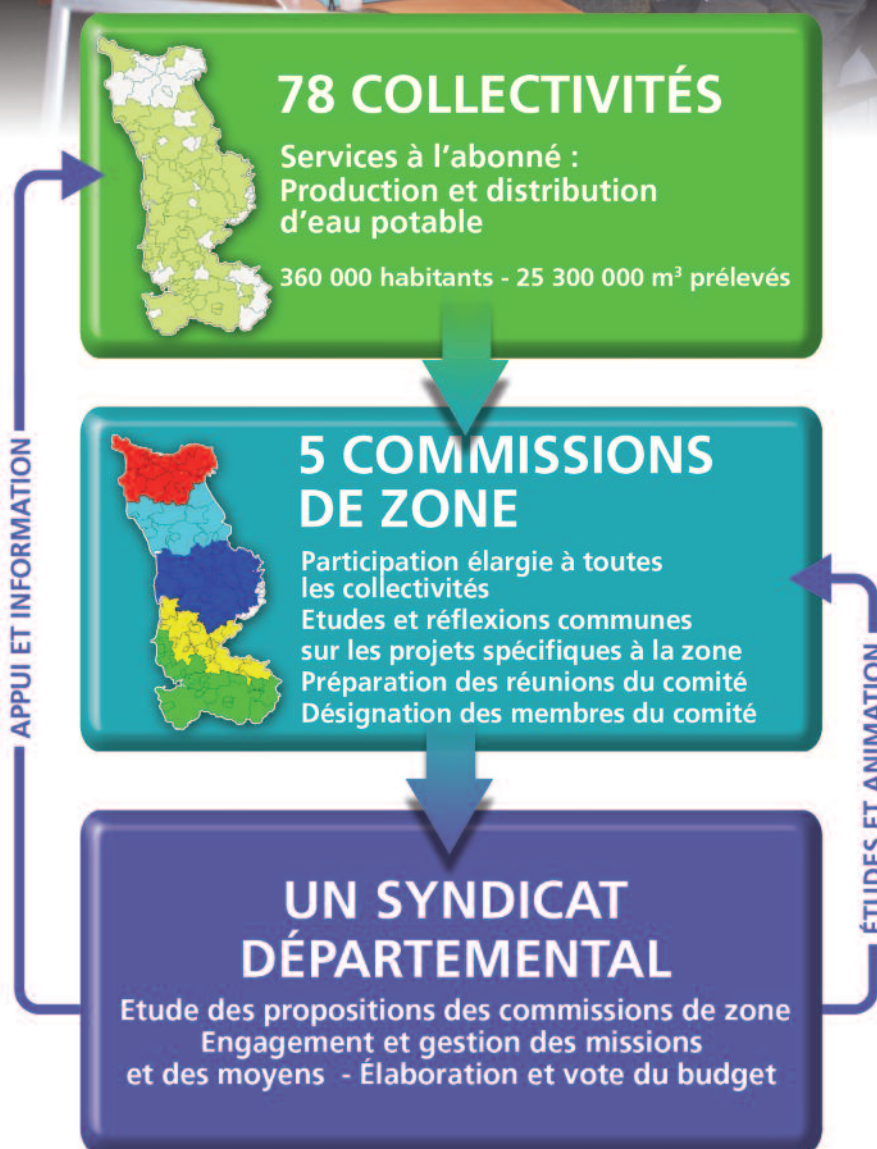 78 COLLECTIVITÉS
Services à l'abonné :
Production et distribution
d'eau potable
360 000 habitants - 25 300 000 m³ prélevés
5 COMMISSIONS
DE ZONE
Participation élargie à toutes
les collectivités
Etudes et réflexions communes
sur les projets spécifiques à la zone
Préparation des réunions du comité
Désignation des membres du comité
UN SYNDICAT
DÉPARTEMENTAL
Etude des propositions des commissions de zone
Engagement et gestion des missions
et des moyens - Élaboration et vote du budget
APPUI ET INFORMATION
ÉTUDES ET ANIMATION